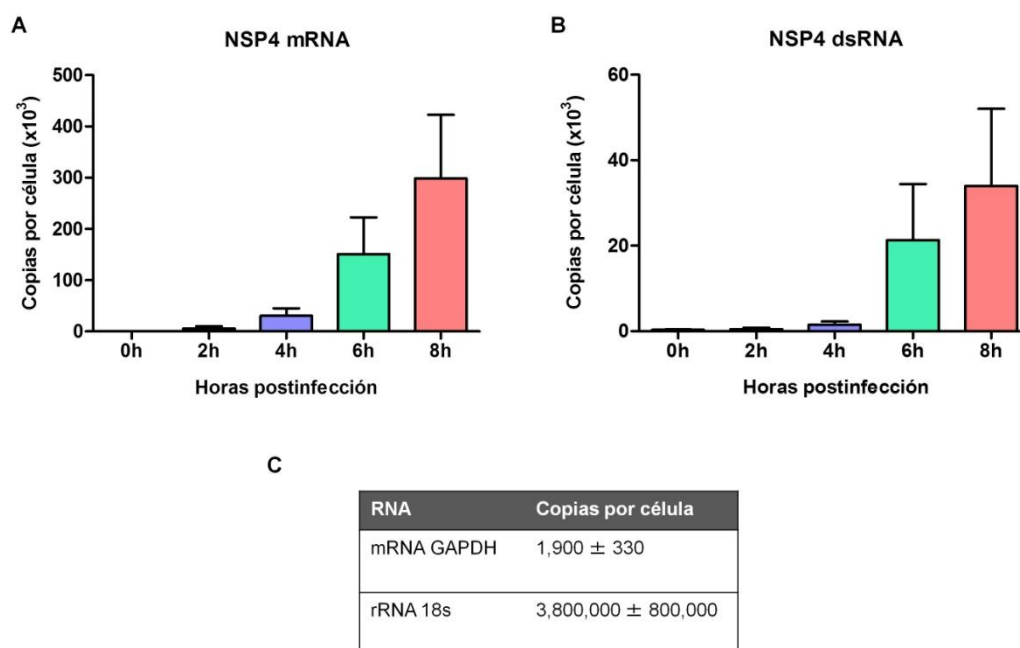 A
NSP4 mRNA
Copias por célula (x10³)
500
400
300
200
100
0
0h 2h 4h 6h 8h
Horas postinfección
B
NSP4 dsRNA
Copias por célula (x10³)
60
40
20
0
0h 2h 4h 6h 8h
Horas postinfección
C
RNA Copias por célula
mRNA GAPDH 1,900 ± 330
rRNA 18s 3,800,000 ± 800,000